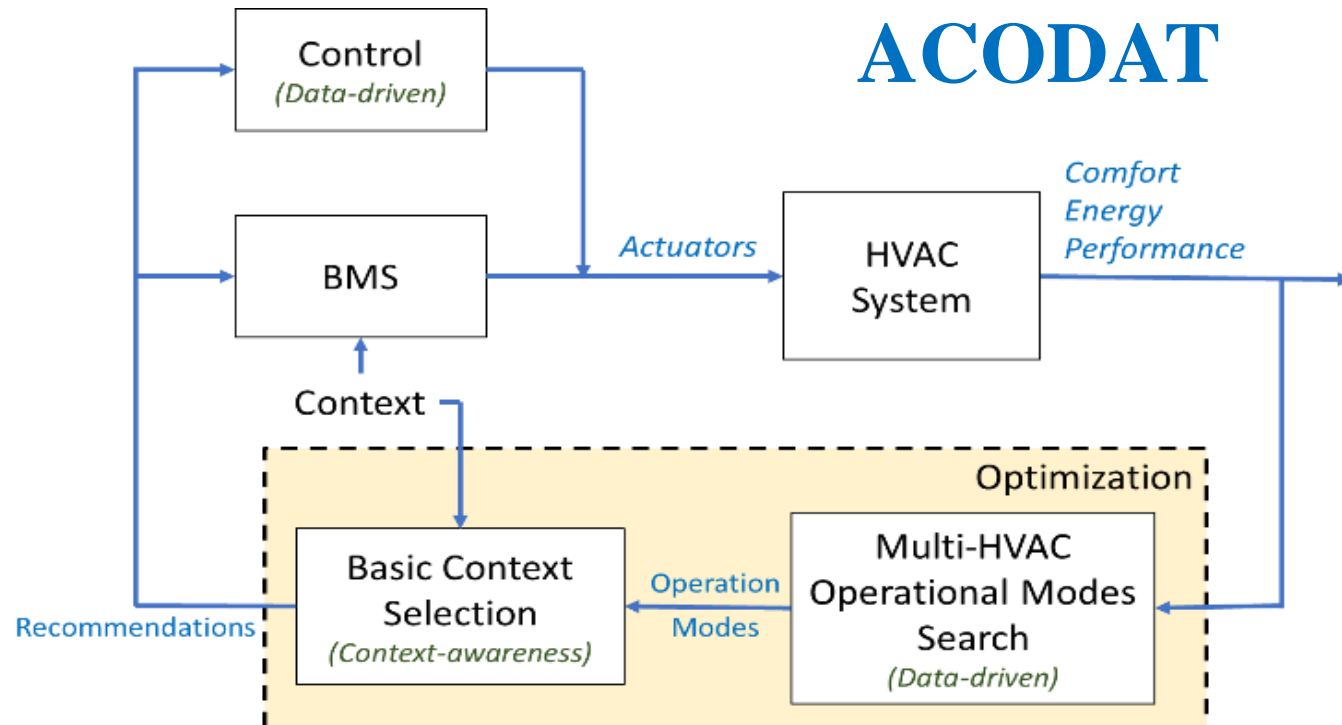 ACODAT
Control
(Data-driven)
Comfort
Energy
Performance
BMS
Actuators
HVAC
System
Context
Optimization
Basic Context
Selection
(Context-awareness)
Operation
Modes
Multi-HVAC
Operational Modes
Search
(Data-driven)
Recommendations